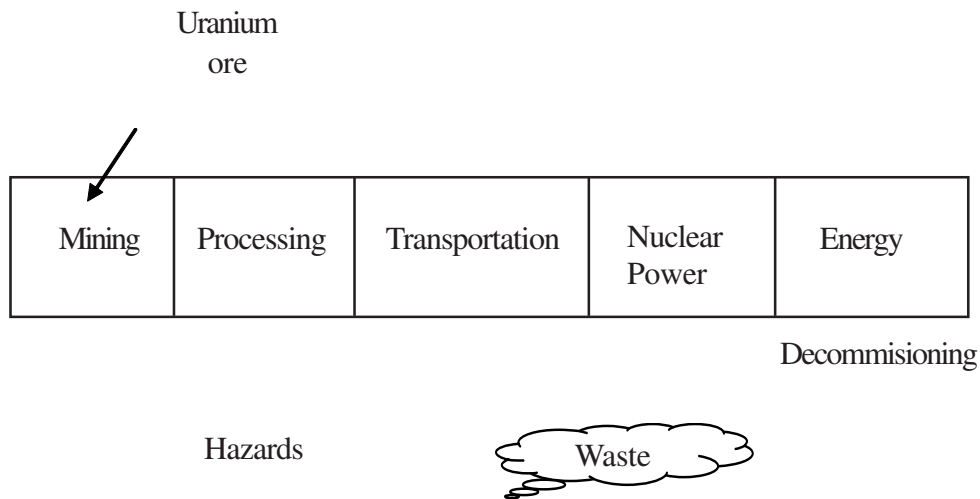 Uranium
ore
Mining Processing Transportation Nuclear Power Energy
Decommisioning
Hazards Waste